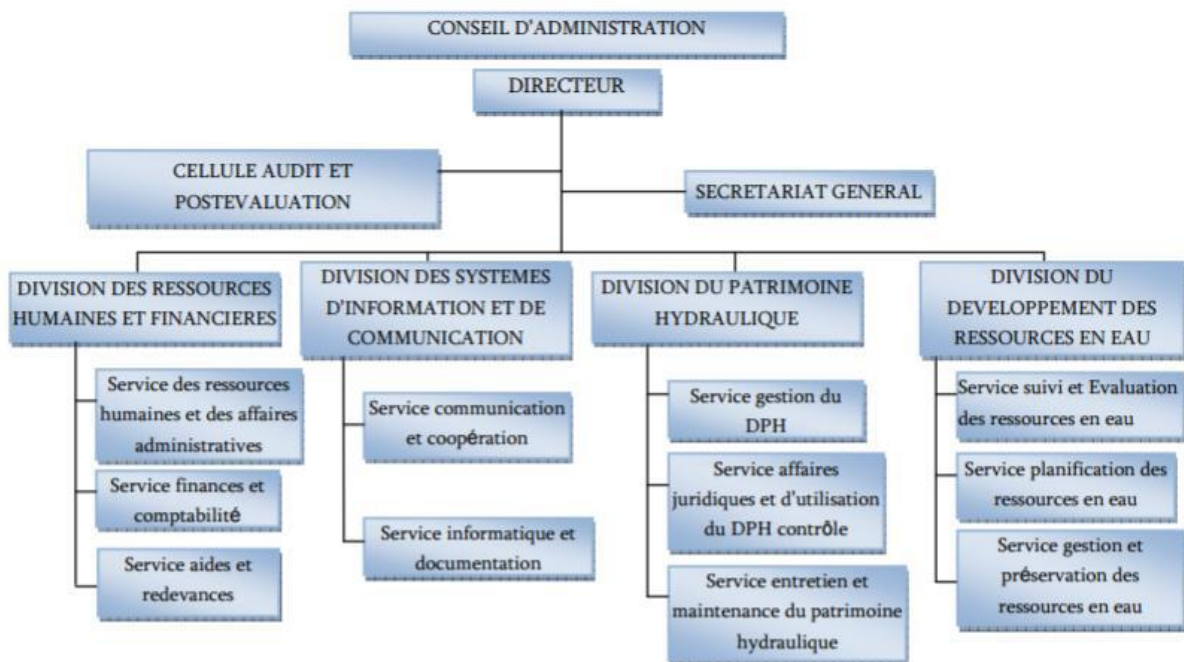 CONSEIL D'ADMINISTRATION
DIRECTEUR
CELLULE AUDIT ET
POSTEVALUATION
SECRETARIAT GENERAL
DIVISION DES RESSOURCES
HUMAINES ET FINANCIERES
Service des ressources
humaines et des affaires
administratives
Service finances et
comptabilité
Service aides et
redevances
DIVISION DES SYSTEMES
D'INFORMATION ET DE
COMMUNICATION
Service communication
et coopération
Service informatique et
documentation
DIVISION DU PATRIMOINE
HYDRAULIQUE
Service gestion du
DPH
Service affaires
juridiques et d'utilisation
du DPH contrôle
Service entretien et
maintenance du patrimoine
hydraulique
DIVISION DU
DEVELOPPEMENT DES
RESSOURCES EN EAU
Service suivi et Evaluation
des ressources en eau
Service planification des
ressources en eau
Service gestion et
préservation des
ressources en eau